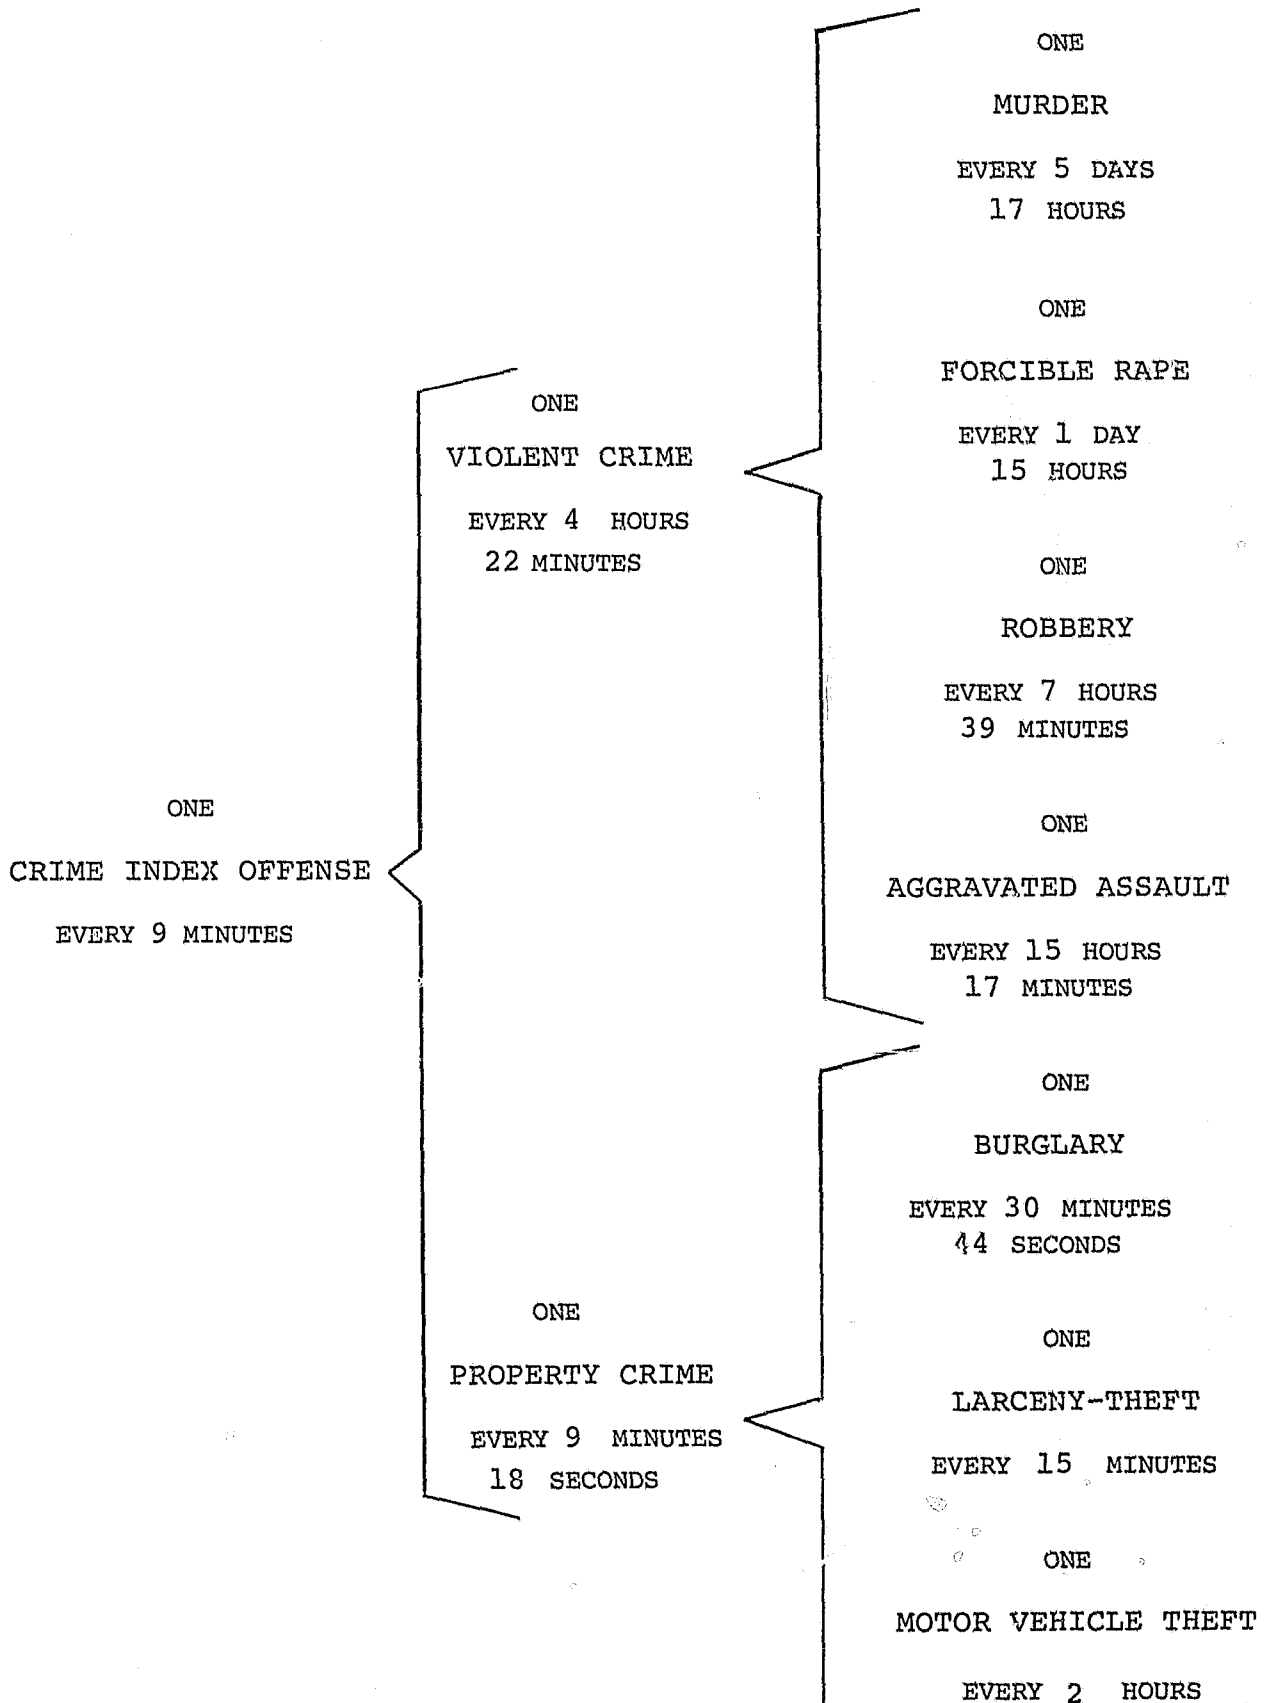 ONE
CRIME INDEX OFFENSE
EVERY 9 MINUTES
ONE
VIOLENT CRIME
EVERY 4 HOURS
22 MINUTES
ONE
MURDER
EVERY 5 DAYS
17 HOURS
ONE
FORCIBLE RAPE
EVERY 1 DAY
15 HOURS
ONE
ROBBERY
EVERY 7 HOURS
39 MINUTES
ONE
AGGRAVATED ASSAULT
EVERY 15 HOURS
17 MINUTES
ONE
PROPERTY CRIME
EVERY 9 MINUTES
18 SECONDS
ONE
BURGLARY
EVERY 30 MINUTES
44 SECONDS
ONE
LARCENY-THEFT
EVERY 15 MINUTES
ONE
MOTOR VEHICLE THEFT
EVERY 2 HOURS